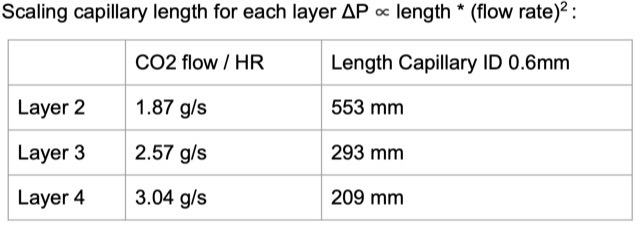 Scaling capillary length for each layer ΔP ∝ length * (flow rate)² :
CO2 flow / HR Length Capillary ID 0.6mm
Layer 2 1.87 g/s 553 mm
Layer 3 2.57 g/s 293 mm
Layer 4 3.04 g/s 209 mm